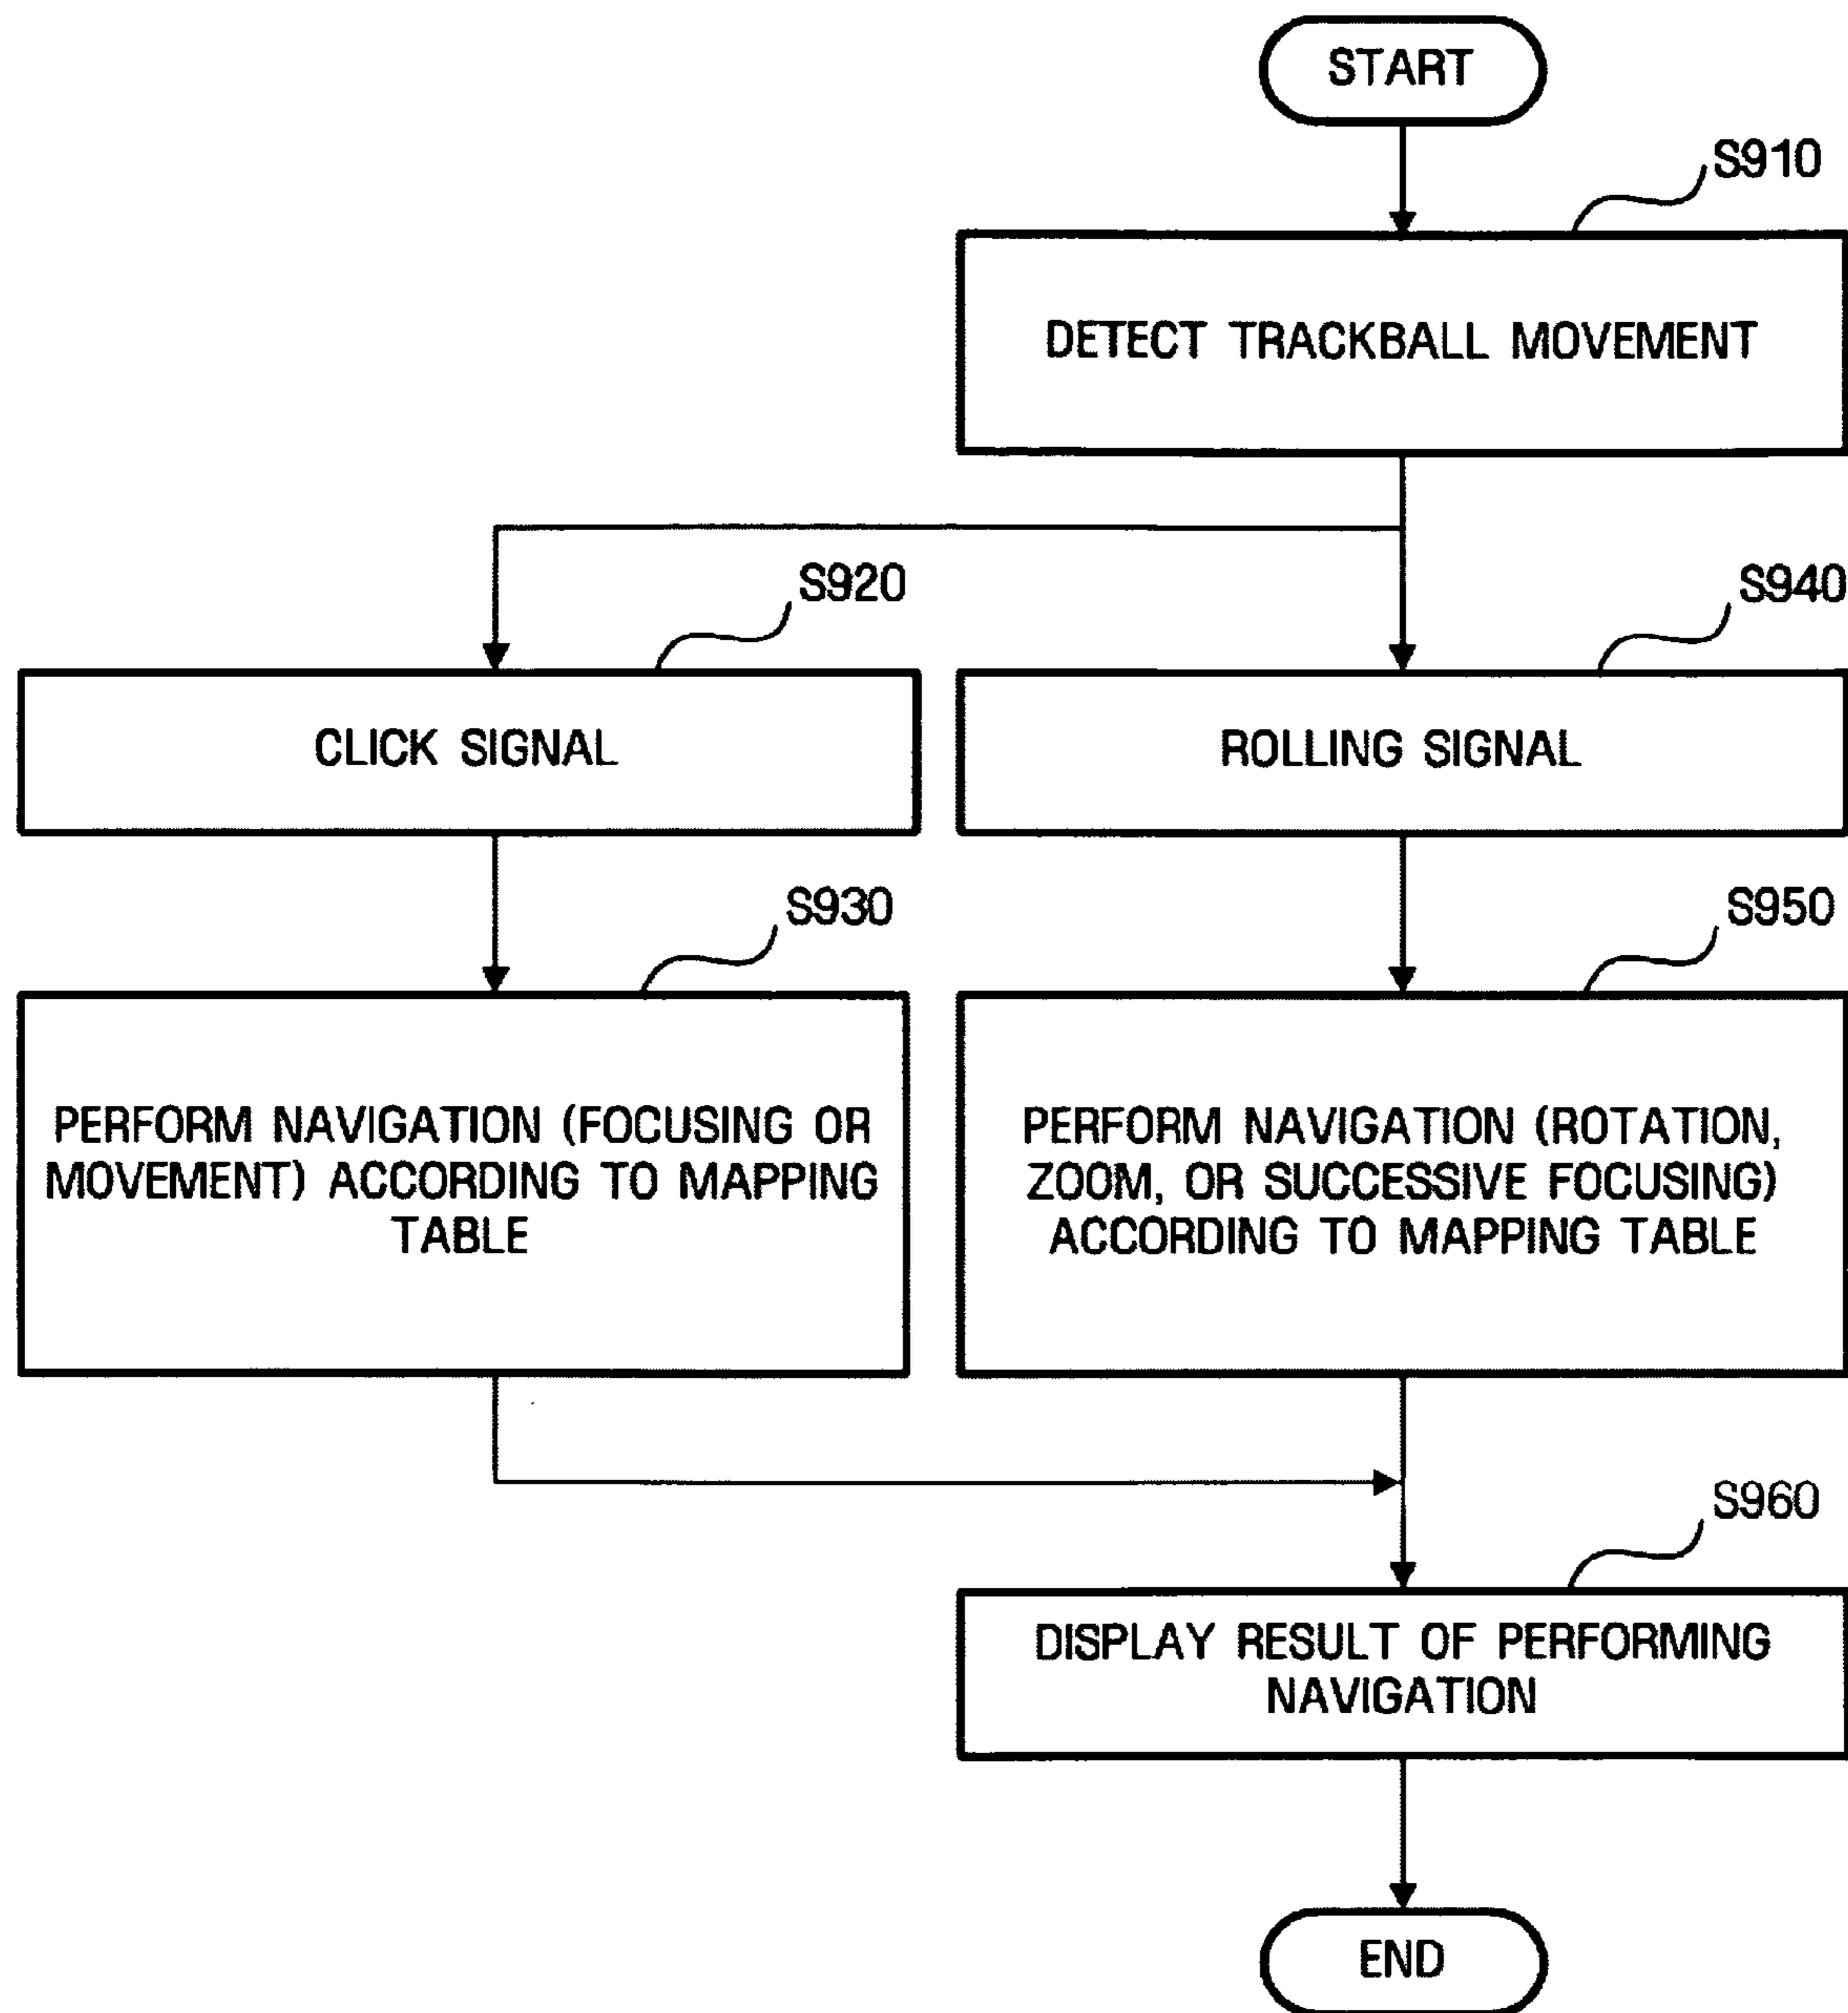 START
S910
DETECT TRACKBALL MOVEMENT
S920
S940
CLICK SIGNAL
ROLLING SIGNAL
S930
S950
PERFORM NAVIGATION (FOCUSING OR
MOVEMENT) ACCORDING TO MAPPING
TABLE
PERFORM NAVIGATION (ROTATION,
ZOOM, OR SUCCESSIVE FOCUSING)
ACCORDING TO MAPPING TABLE
S960
DISPLAY RESULT OF PERFORMING
NAVIGATION
END